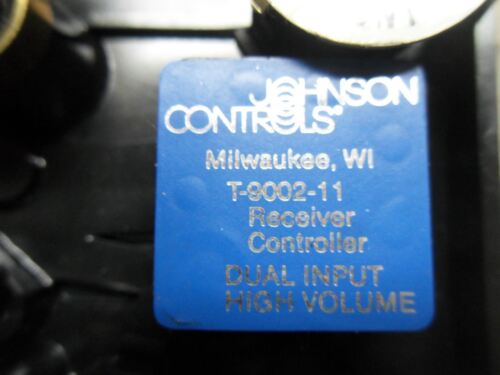 JOHNSON
CONTROLS®
Milwaukee, WI
T-9002-11
Receiver
Controller
DUAL INPUT
HIGH VOLUME